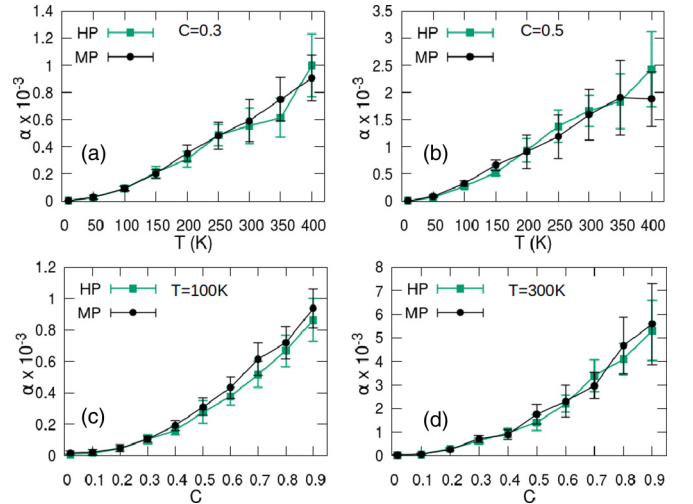 1.4
1.2
1
0.8
0.6
0.4
0.2
0
α x 10⁻³
HP
MP
C=0.3
(a)
0 50 100 150 200 250 300 350 400
T (K)
3.5
3
2.5
2
1.5
1
0.5
0
α x 10⁻³
HP
MP
C=0.5
(b)
0 50 100 150 200 250 300 350 400
T (K)
1.2
1
0.8
0.6
0.4
0.2
0
α x 10⁻³
HP
MP
T=100K
(c)
0.1 0.2 0.3 0.4 0.5 0.6 0.7 0.8 0.9
C
8
7
6
5
4
3
2
1
0
α x 10⁻³
HP
MP
T=300K
(d)
0 0.1 0.2 0.3 0.4 0.5 0.6 0.7 0.8 0.9
C